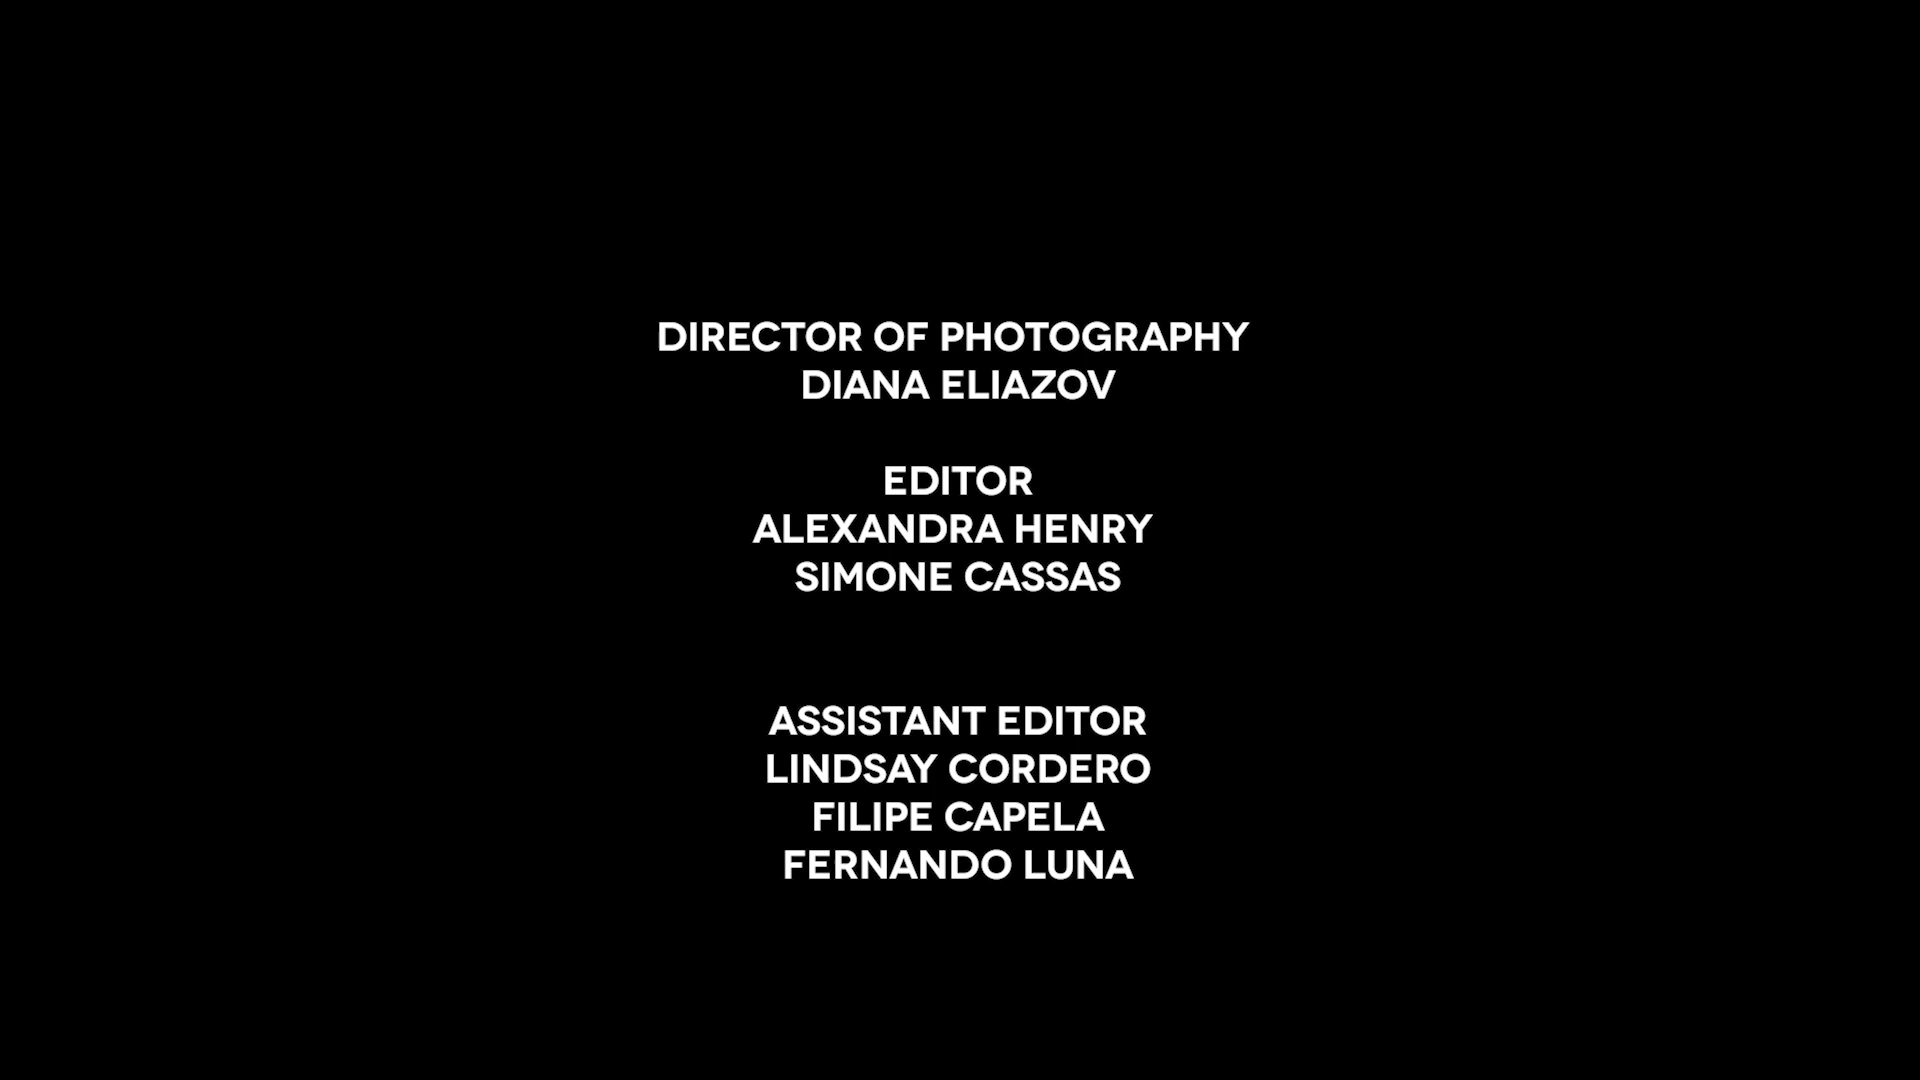 DIRECTOR OF PHOTOGRAPHY
DIANA ELIAZOV
EDITOR
ALEXANDRA HENRY
SIMONE CASSAS
ASSISTANT EDITOR
LINDSAY CORDERO
FILIPE CAPELA
FERNANDO LUNA